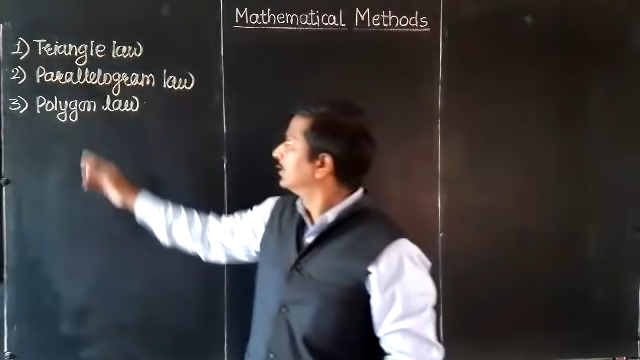 Mathematical Methods
1) Triangle law
2) Parallelogram law
3) Polygon law